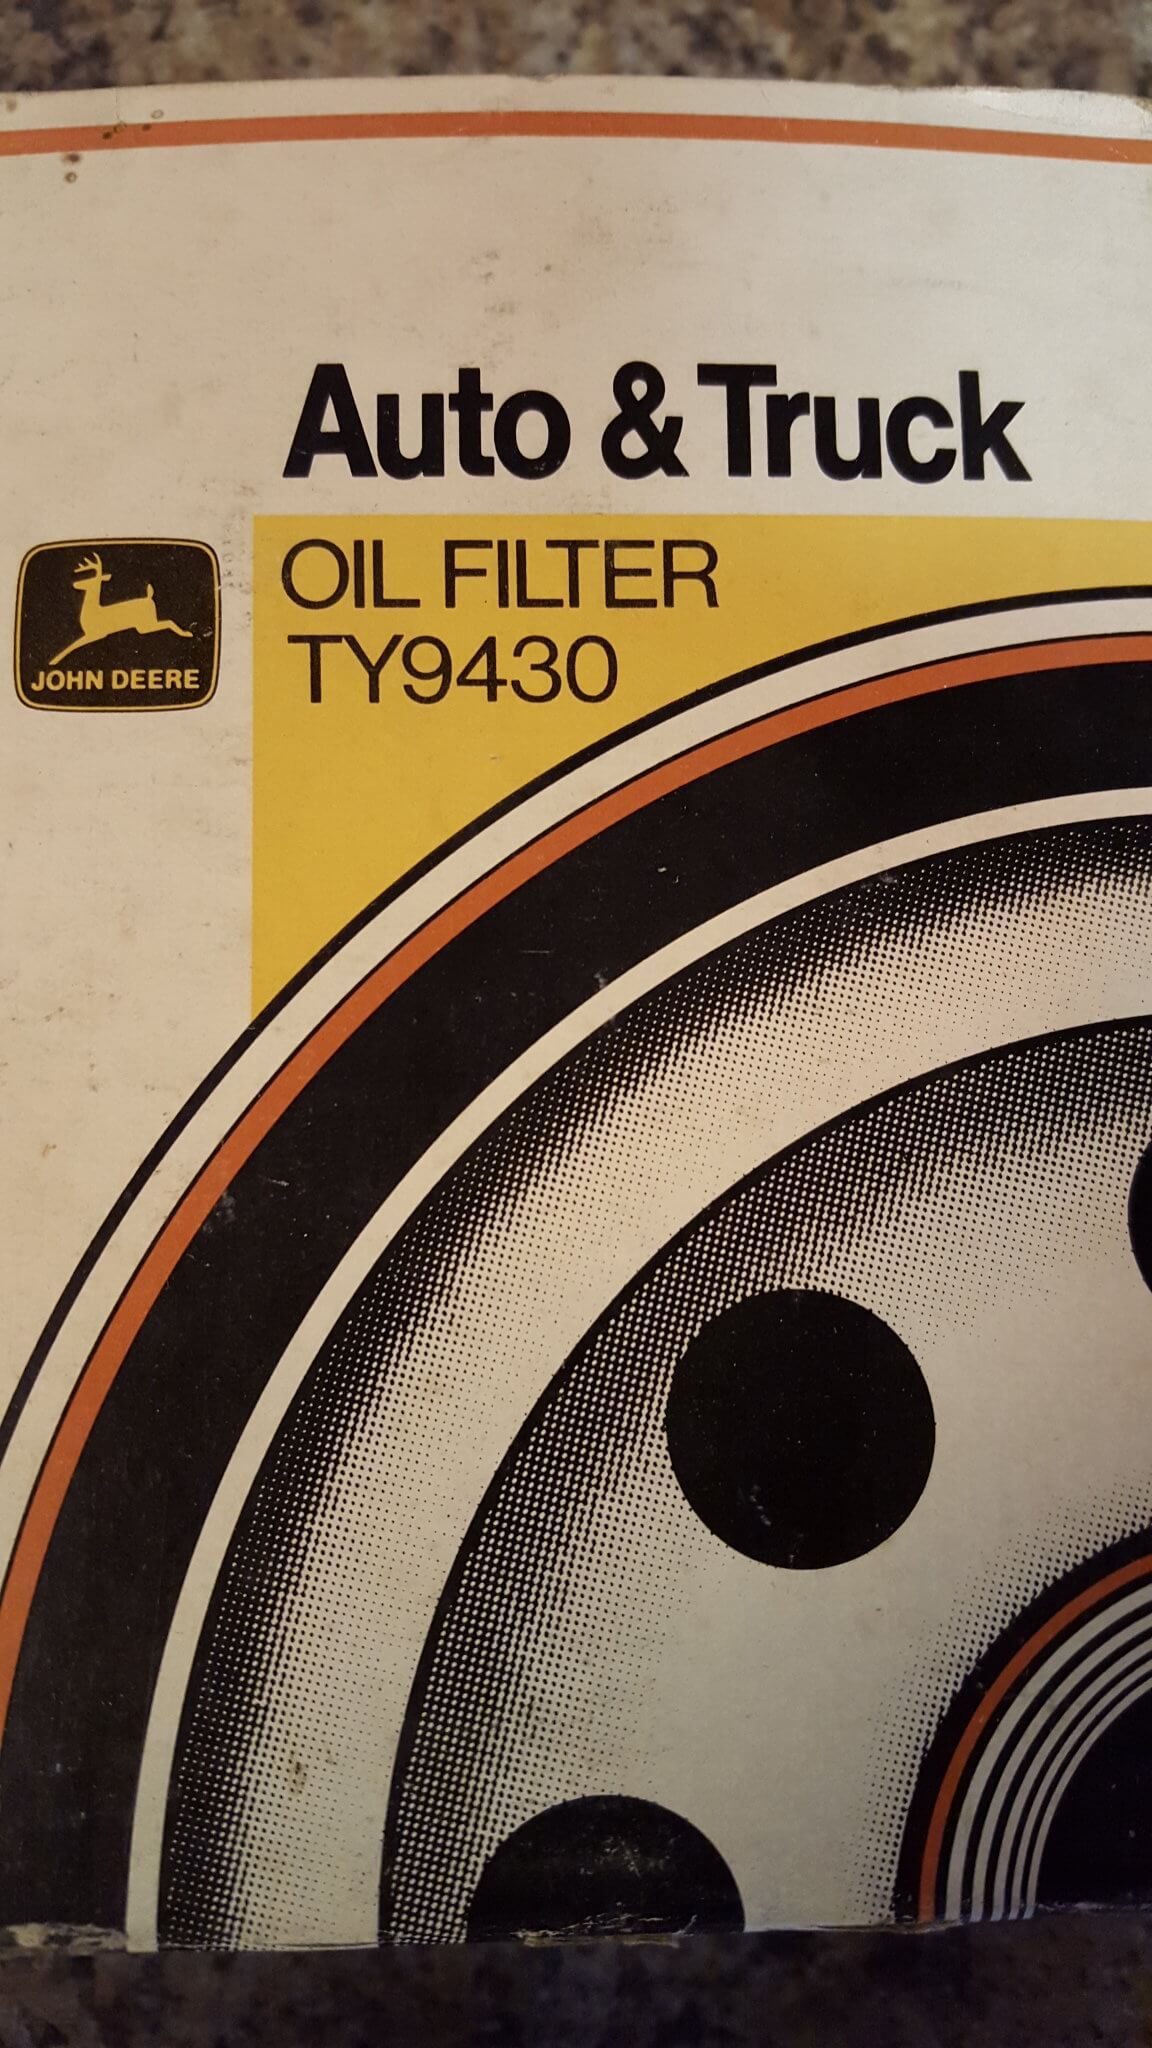 Auto & Truck
OIL FILTER
TY9430
JOHN DEERE